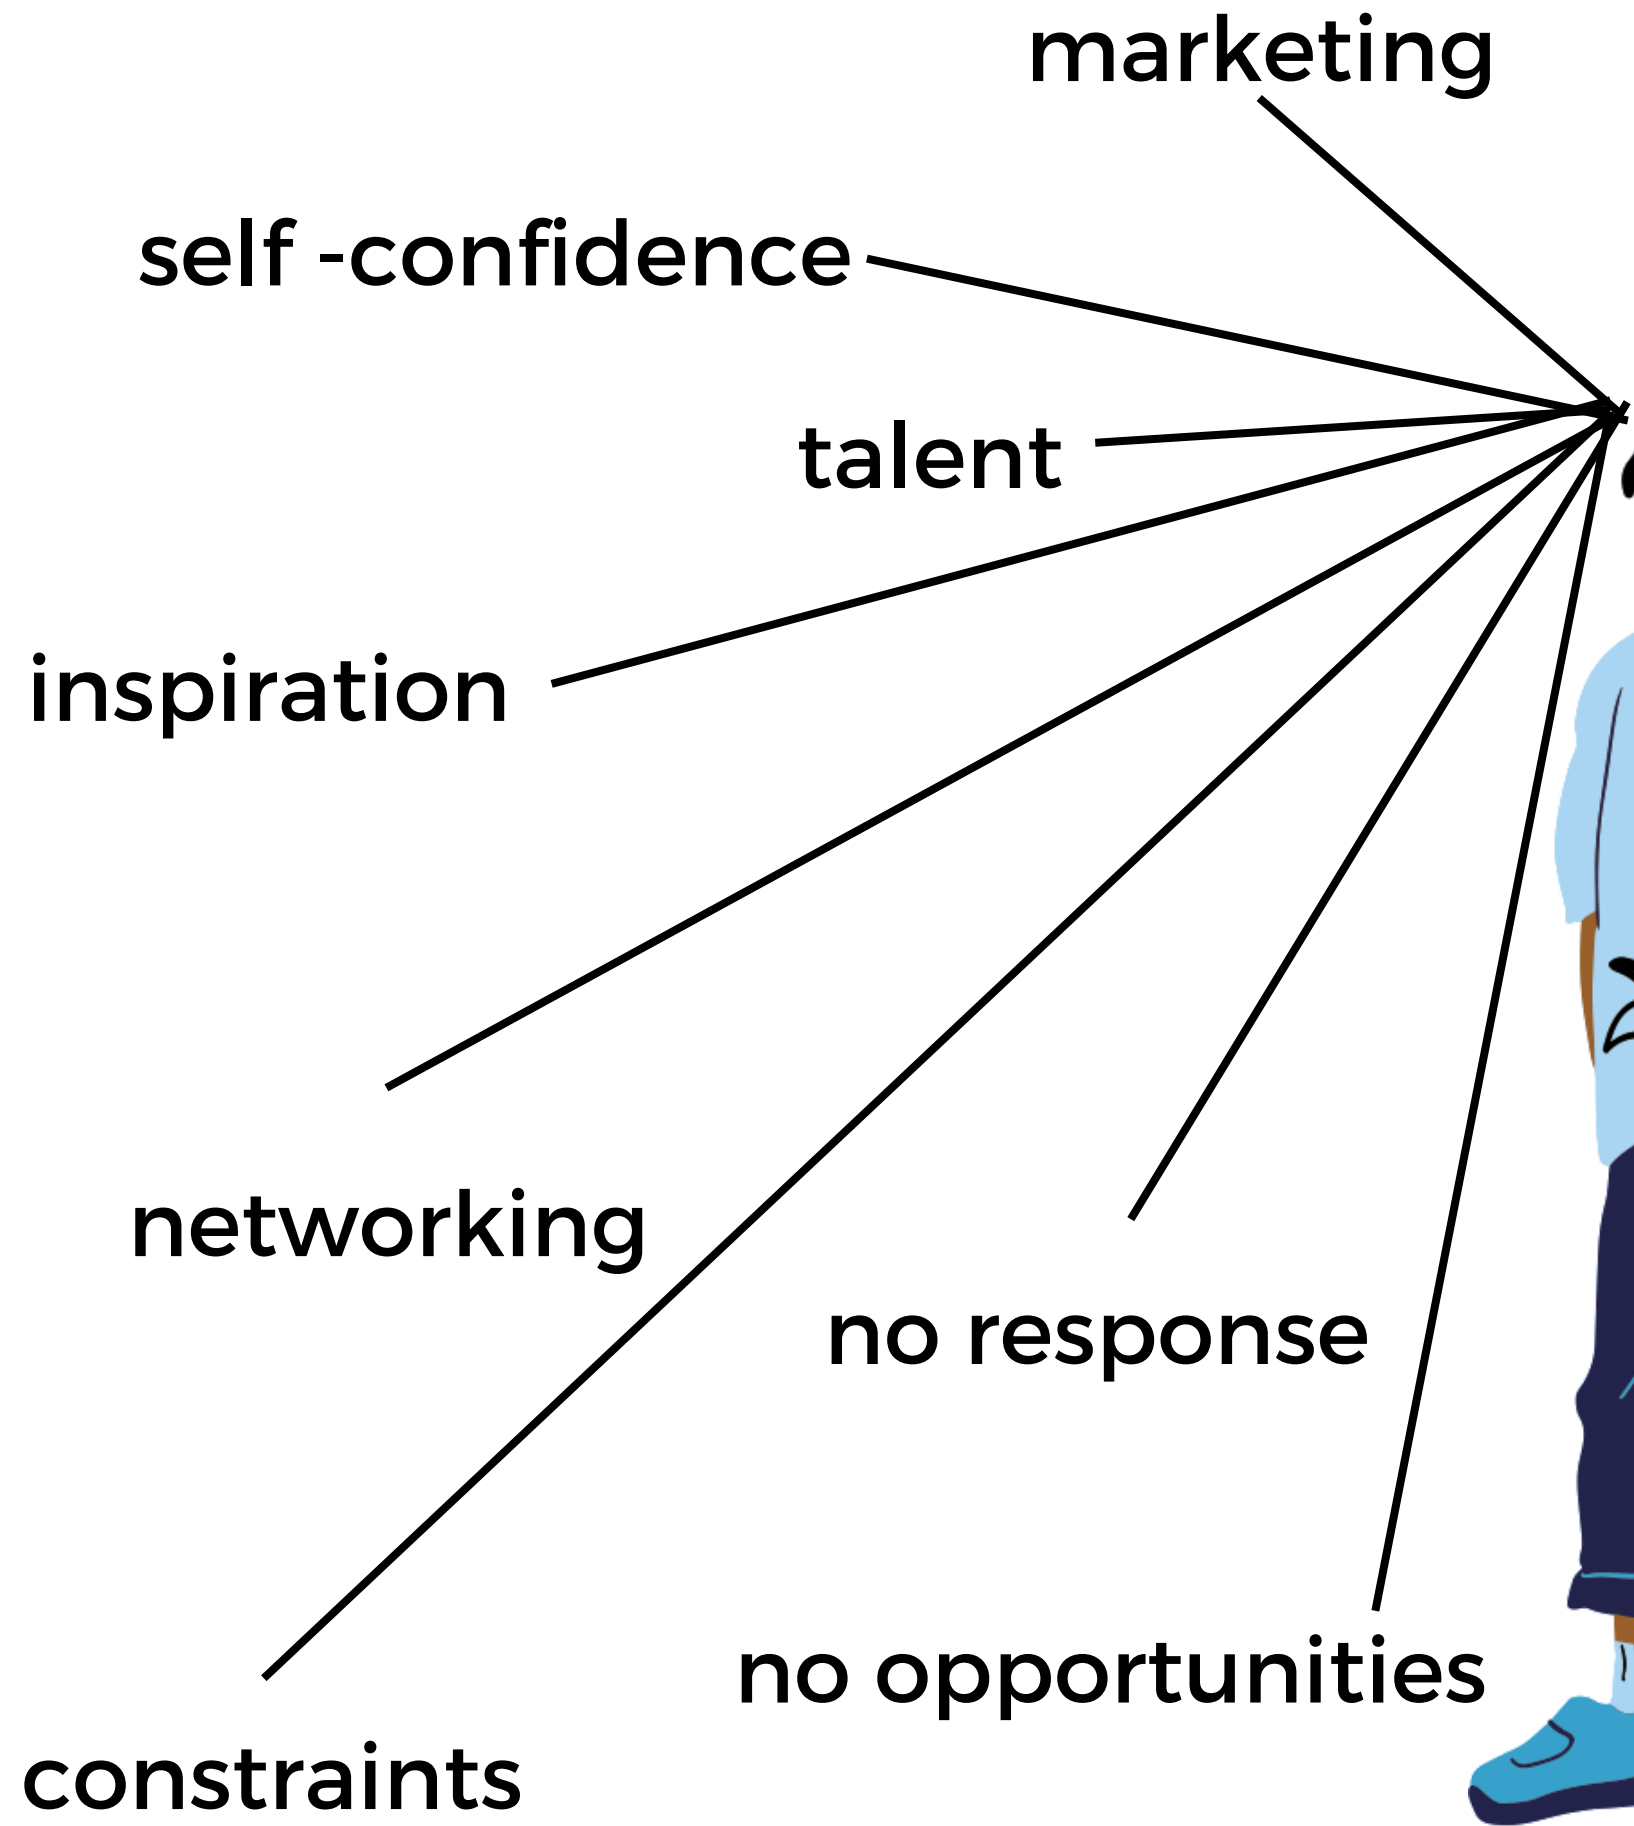 marketing
self -confidence
talent
inspiration
networking
no response
no opportunities
constraints